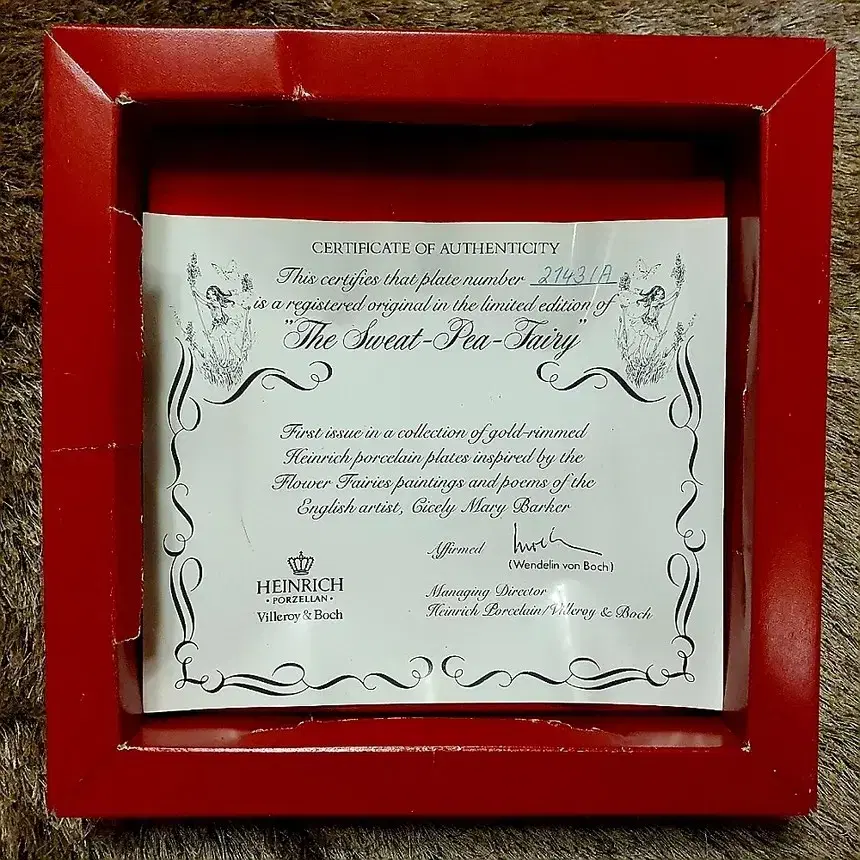 CERTIFICATE OF AUTHENTICITY
This certifies that plate number 21431A
is a registered original in the limited edition of
"The Sweat-Pea-Fairy"
First issue in a collection of gold-rimmed
Heinrich porcelain plates inspired by the
Flower Fairies paintings and poems of the
English artist, Cicely Mary Barker
Affirmed
(Wendelin von Boch)
HEINRICH
• PORZELLAN •
Villeroy & Boch
Managing Director
Heinrich Porcelain/Villeroy & Boch